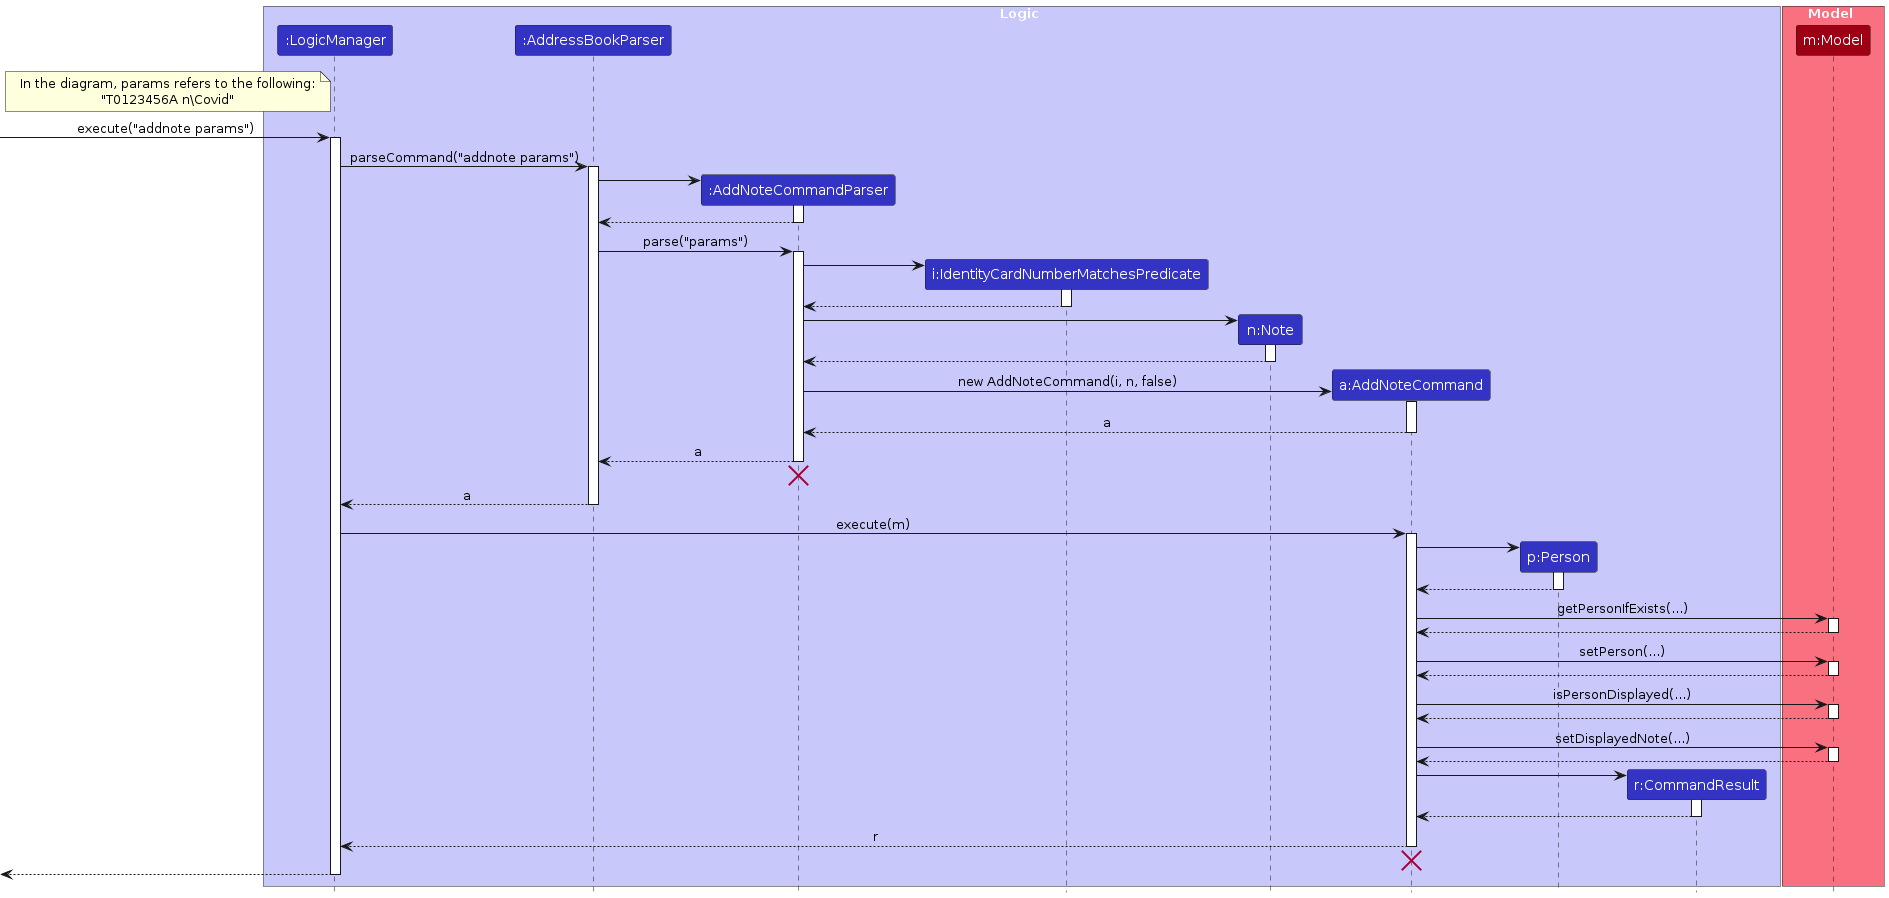 Logic
Model
:LogicManager
:AddressBookParser
m:Model
In the diagram, params refers to the following:
"T0123456A n\Covid"
execute("addnote params")
parseCommand("addnote params")
:AddNoteCommandParser
parse("params")
i:IdentityCardNumberMatchesPredicate
n:Note
new AddNoteCommand(i, n, false)
a:AddNoteCommand
a
a
a
execute(m)
p:Person
getPersonIfExists(...)
setPerson(...)
isPersonDisplayed(...)
setDisplayedNote(...)
r:CommandResult
r